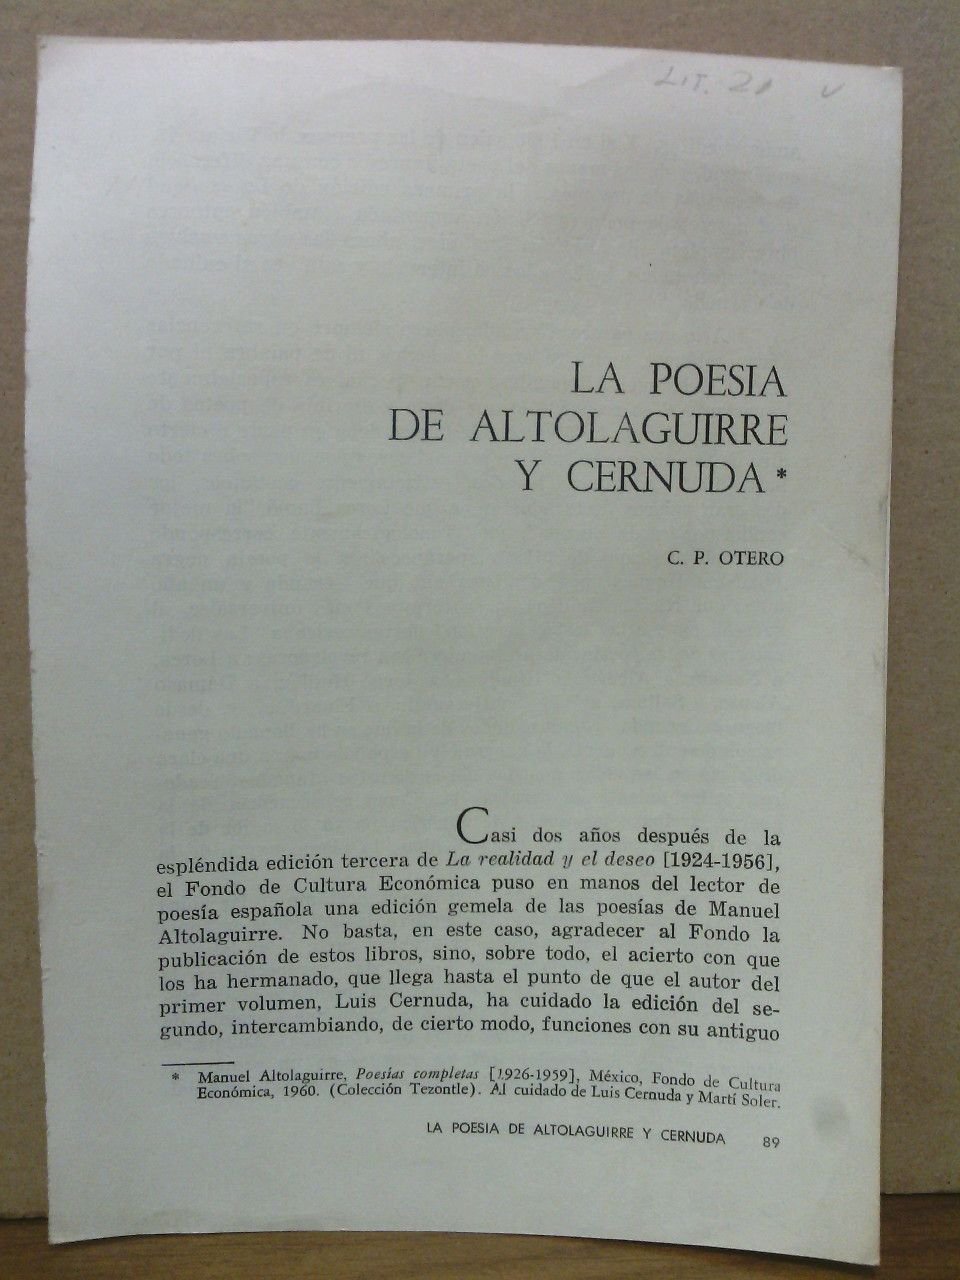 LIT. 20
LA POESIA
DE ALTOLAGUIRRE
Y CERNUDA *
C. P. OTERO
Casi dos años después de la
espléndida edición tercera de La realidad y el deseo [1924-1956],
el Fondo de Cultura Económica puso en manos del lector de
poesía española una edición gemela de las poesías de Manuel
Altolaguirre. No basta, en este caso, agradecer al Fondo la
publicación de estos libros, sino, sobre todo, el acierto con que
los ha hermanado, que llega hasta el punto de que el autor del
primer volumen, Luis Cernuda, ha cuidado la edición del se-
gundo, intercambiando, de cierto modo, funciones con su antiguo
* Manuel Altolaguirre, Poesías completas [1926-1959], México, Fondo de Cultura
Económica, 1960. (Colección Tezontle). Al cuidado de Luis Cernuda y Martí Soler.
LA POESIA DE ALTOLAGUIRRE Y CERNUDA 89